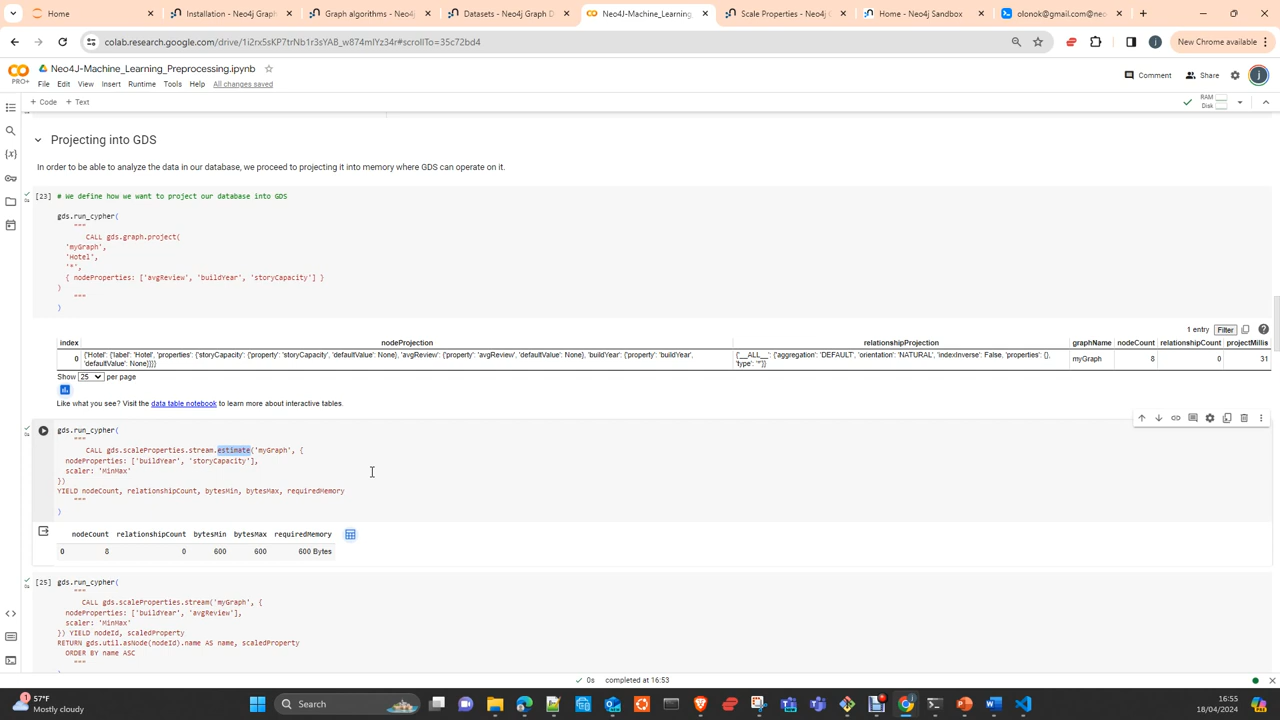 Home
Installation - Neo4j Graph
Graph algorithms - Neo4j
Datasets - Neo4j Graph D
Neo4J-Machine_Learning_
Scale Properties - Neo4j G
Home - Neo4j Sandbox
olonok@gmail.com@neo
colab.research.google.com/drive/1i2rx5sKP7trNb1r3sYAB_w874mIYz34r#scrollTo=35c72bd4
New Chrome available
PRO+
Neo4J-Machine_Learning_Preprocessing.ipynb
File Edit View Insert Runtime Tools Help All changes saved
Comment
Share
+ Code + Text
RAM
Disk
Projecting into GDS
In order to be able to analyze the data in our database, we proceed to projecting it into memory where GDS can operate on it.
[23] # We define how we want to project our database into GDS
gds.run_cypher(
"""
CALL gds.graph.project(
'myGraph',
'Hotel',
'*',
{ nodeProperties: ['avgReview', 'buildYear', 'storyCapacity'] }
)
"""
)
1 entry Filter
index nodeProjection relationshipProjection graphName nodeCount relationshipCount projectMillis
0 {'Hotel': {'label': 'Hotel', 'properties': {'storyCapacity': {'property': 'storyCapacity', 'defaultValue': None}, 'avgReview': {'property': 'avgReview', 'defaultValue': None}, 'buildYear': {'property': 'buildYear', 'defaultValue': None}}}} {'__ALL__': {'aggregation': 'DEFAULT', 'orientation': 'NATURAL', 'indexInverse': False, 'properties': {}, 'type': '*'}} myGraph 8 0 31
Show 25 per page
Like what you see? Visit the data table notebook to learn more about interactive tables.
gds.run_cypher(
"""
CALL gds.scaleProperties.stream.estimate('myGraph', {
nodeProperties: ['buildYear', 'storyCapacity'],
scaler: 'MinMax'
})
YIELD nodeCount, relationshipCount, bytesMin, bytesMax, requiredMemory
"""
)
nodeCount relationshipCount bytesMin bytesMax requiredMemory
0 8 0 600 600 600 Bytes
[25] gds.run_cypher(
"""
CALL gds.scaleProperties.stream('myGraph', {
nodeProperties: ['buildYear', 'avgReview'],
scaler: 'MinMax'
}) YIELD nodeId, scaledProperty
RETURN gds.util.asNode(nodeId).name AS name, scaledProperty
ORDER BY name ASC
"""
0s completed at 16:53
57°F
Mostly cloudy
Search
16:55
18/04/2024